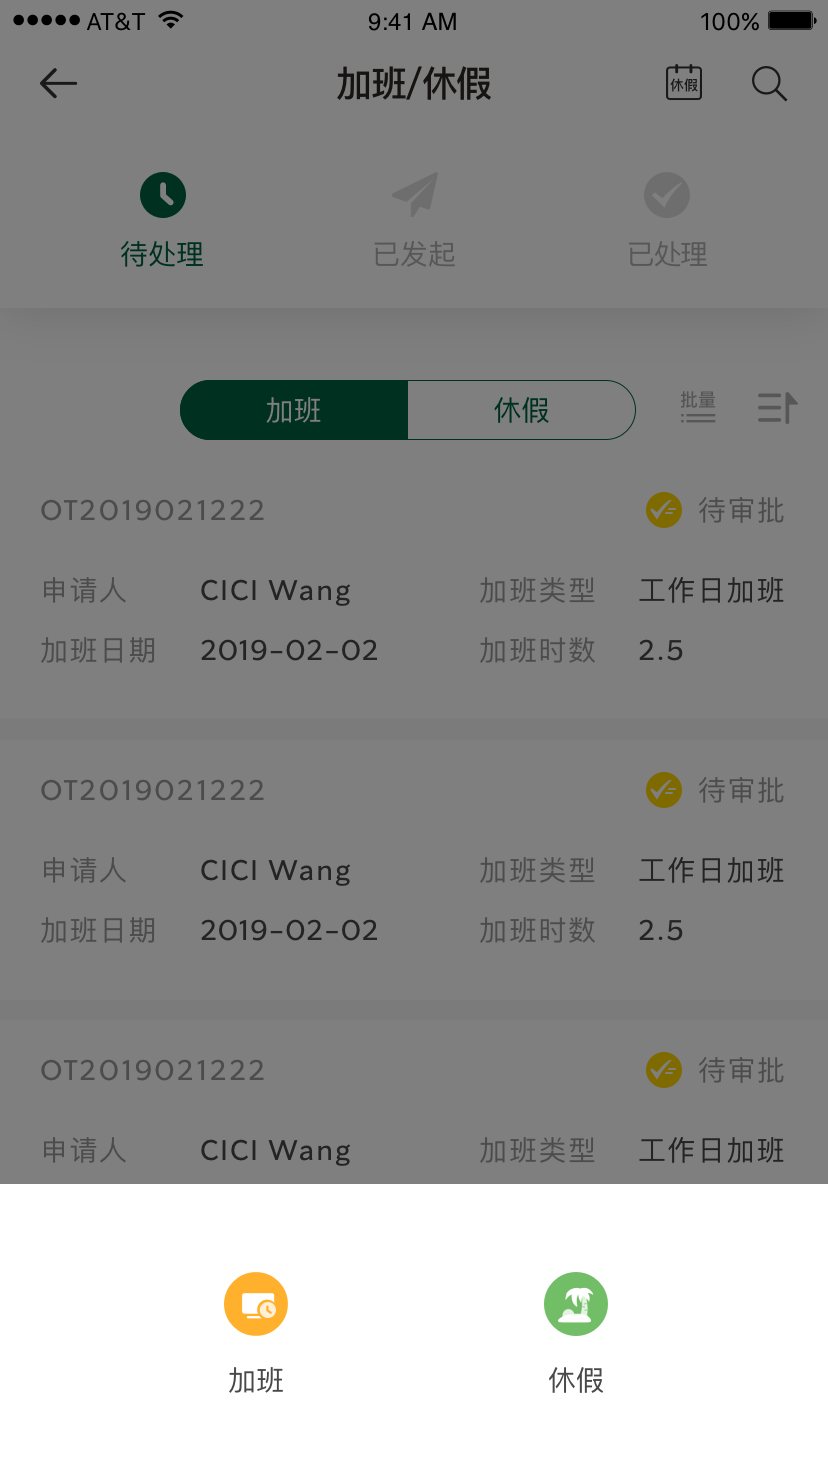 AT&T 9:41 AM 100%
加班/休假 休假
待处理 已发起 已处理
加班 休假 批量
OT2019021222 待审批
申请人 CICI Wang 加班类型 工作日加班
加班日期 2019-02-02 加班时数 2.5
OT2019021222 待审批
申请人 CICI Wang 加班类型 工作日加班
加班日期 2019-02-02 加班时数 2.5
OT2019021222 待审批
申请人 CICI Wang 加班类型 工作日加班
加班 休假